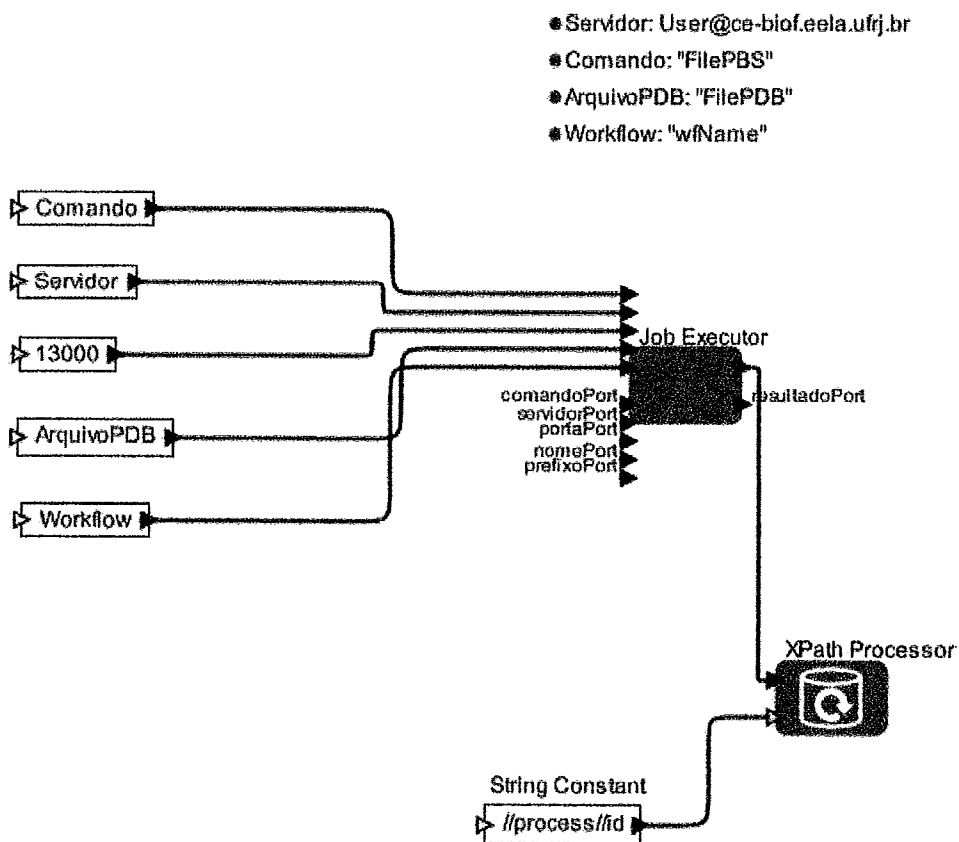 Servidor: User@ce-biof.eela.ufrj.br
Comando: "FilePBS"
ArquivoPDB: "FilePDB"
Workflow: "wfName"
Comando
Servidor
13000
ArquivoPDB
Workflow
Job Executor
comandoPort
servidorPort
portaPort
nomePort
prefixoPort
resultadoPort
XPath Processor
String Constant
//process//id